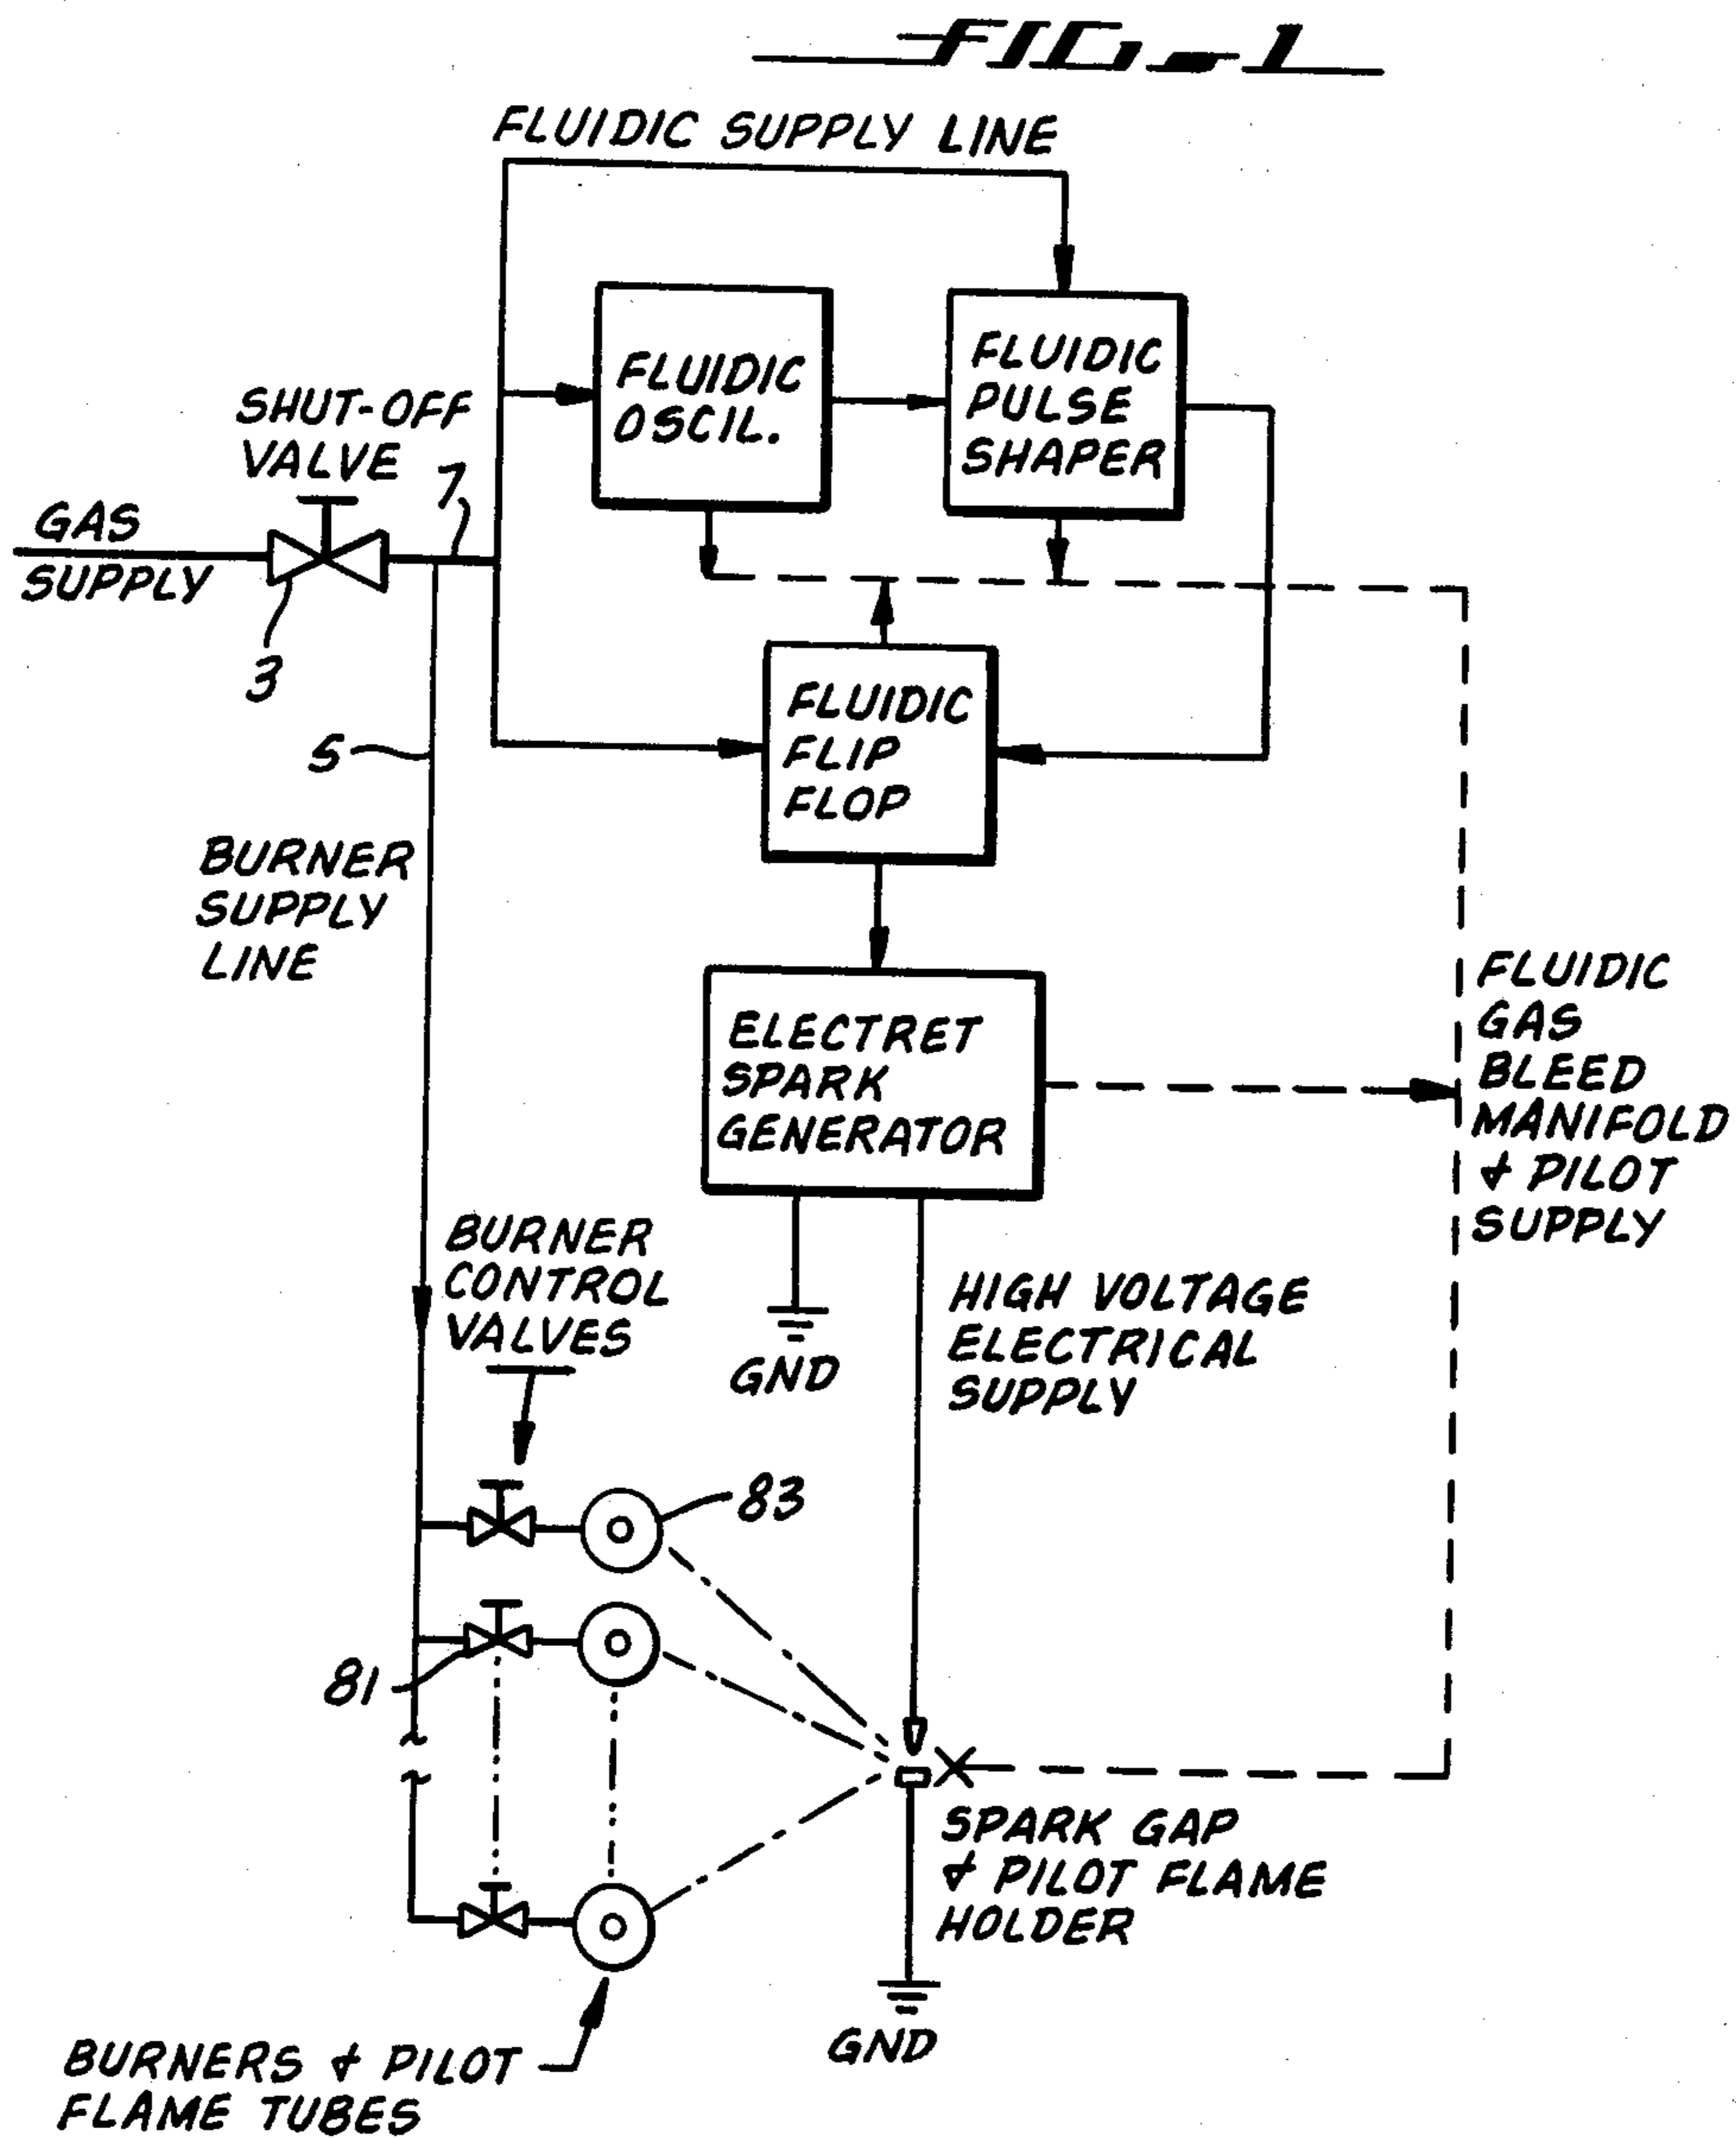 FIG-1
FLUIDIC SUPPLY LINE
FLUIDIC
OSCIL.
FLUIDIC
PULSE
SHAPER
SHUT-OFF
VALVE
7
GAS
SUPPLY
3
FLUIDIC
FLIP
FLOP
5
BURNER
SUPPLY
LINE
ELECTRET
SPARK
GENERATOR
FLUIDIC
GAS
BLEED
MANIFOLD
& PILOT
SUPPLY
BURNER
CONTROL
VALVES
GND
HIGH VOLTAGE
ELECTRICAL
SUPPLY
83
81
SPARK GAP
& PILOT FLAME
HOLDER
GND
BURNERS & PILOT
FLAME TUBES